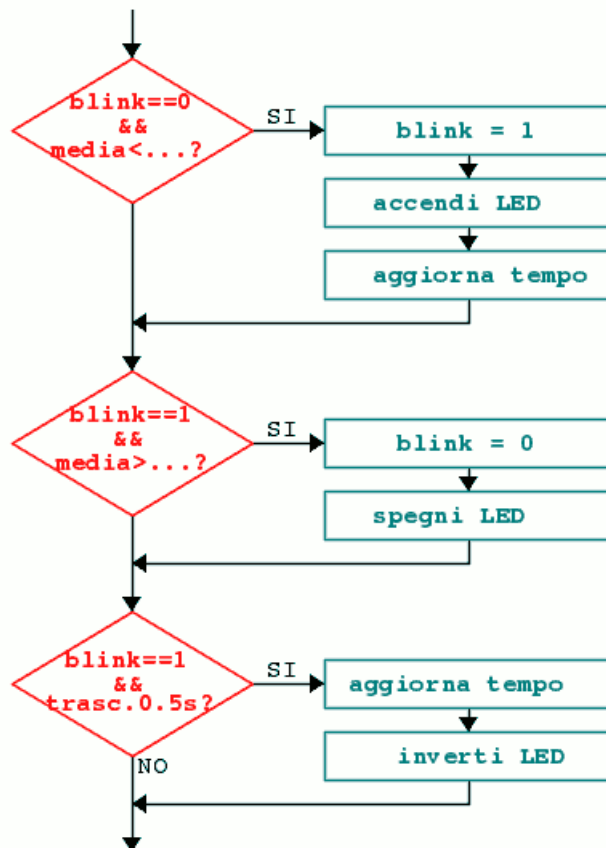 blink==0
&&
media<...?
SI
blink = 1
accendi LED
aggiorna tempo
blink==1
&&
media>...?
SI
blink = 0
spegni LED
blink==1
&&
trasc.0.5s?
SI
aggiorna tempo
inverti LED
NO